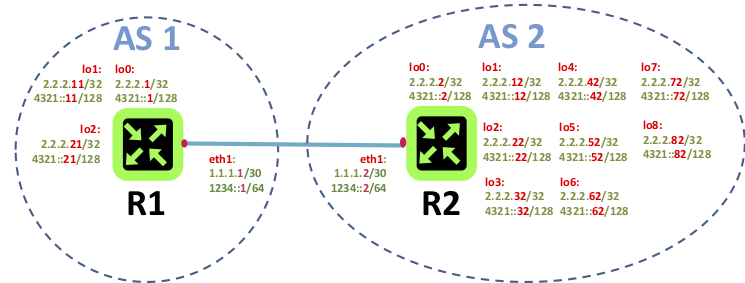 AS 1
lo1:
2.2.2.11/32
4321::11/128
lo0:
2.2.2.1/32
4321::1/128
lo2:
2.2.2.21/32
4321::21/128
eth1:
1.1.1.1/30
1234::1/64
R1
AS 2
lo0:
2.2.2.2/32
4321::2/128
lo1:
2.2.2.12/32
4321::12/128
lo4:
2.2.2.42/32
4321::42/128
lo7:
2.2.2.72/32
4321::72/128
lo2:
2.2.2.22/32
4321::22/128
lo5:
2.2.2.52/32
4321::52/128
lo8:
2.2.2.82/32
4321::82/128
eth1:
1.1.1.2/30
1234::2/64
R2
lo3:
2.2.2.32/32
4321::32/128
lo6:
2.2.2.62/32
4321::62/128